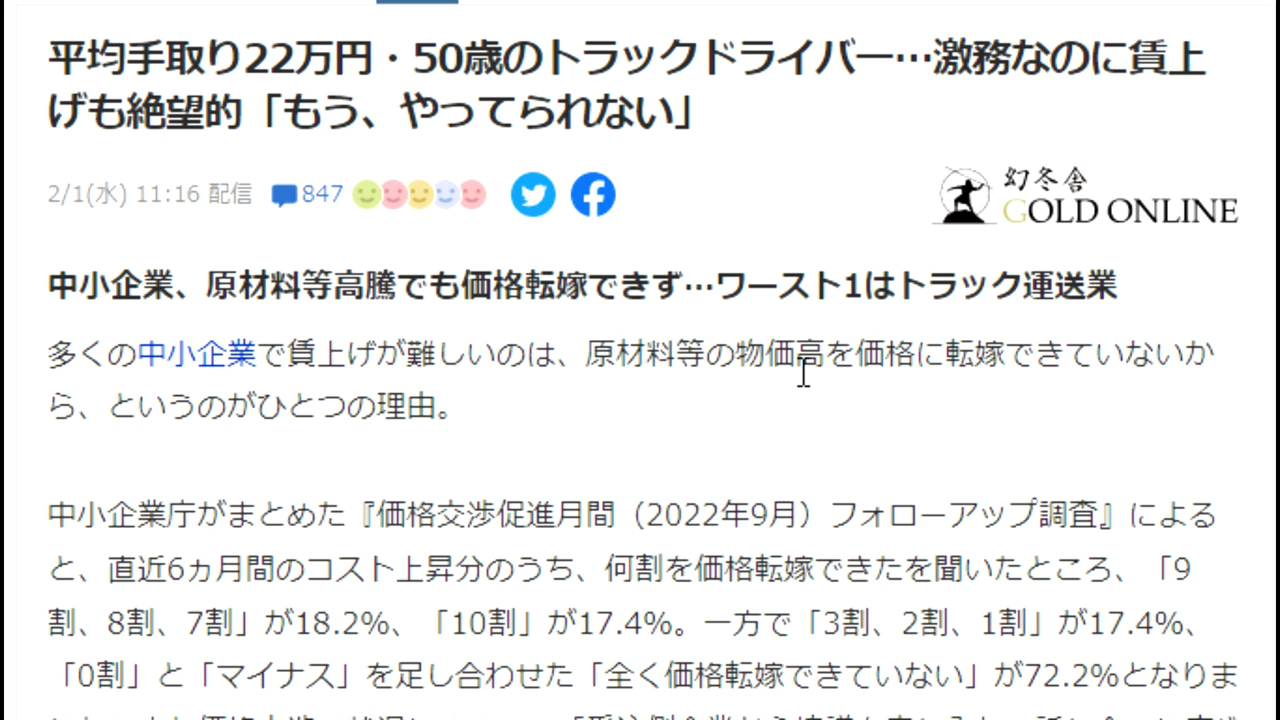 平均手取り22万円・50歳のトラックドライバー…激務なのに賃上
げも絶望的「もう、やってられない」
2/1(水) 11:16 配信 847
幻冬舎
GOLD ONLINE
中小企業、原材料等高騰でも価格転嫁できず…ワースト1はトラック運送業
多くの中小企業で賃上げが難しいのは、原材料等の物価高を価格に転嫁できていないか
ら、というのがひとつの理由。
中小企業庁がまとめた『価格交渉促進月間（2022年9月）フォローアップ調査』による
と、直近6ヵ月間のコスト上昇分のうち、何割を価格転嫁できたを聞いたところ、「9
割、8割、7割」が18.2%、「10割」が17.4%。一方で「3割、2割、1割」が17.4%、
「0割」と「マイナス」を足し合わせた「全く価格転嫁できていない」が72.2%となりま